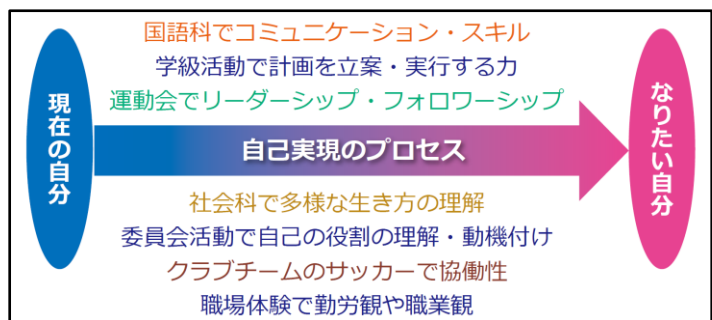 国語科でコミュニケーション・スキル
学級活動で計画を立案・実行する力
運動会でリーダーシップ・フォロワーシップ
現在の自分
自己実現のプロセス
なりたい自分
社会科で多様な生き方の理解
委員会活動で自己の役割の理解・動機付け
クラブチームのサッカーで協働性
職場体験で勤労観や職業観